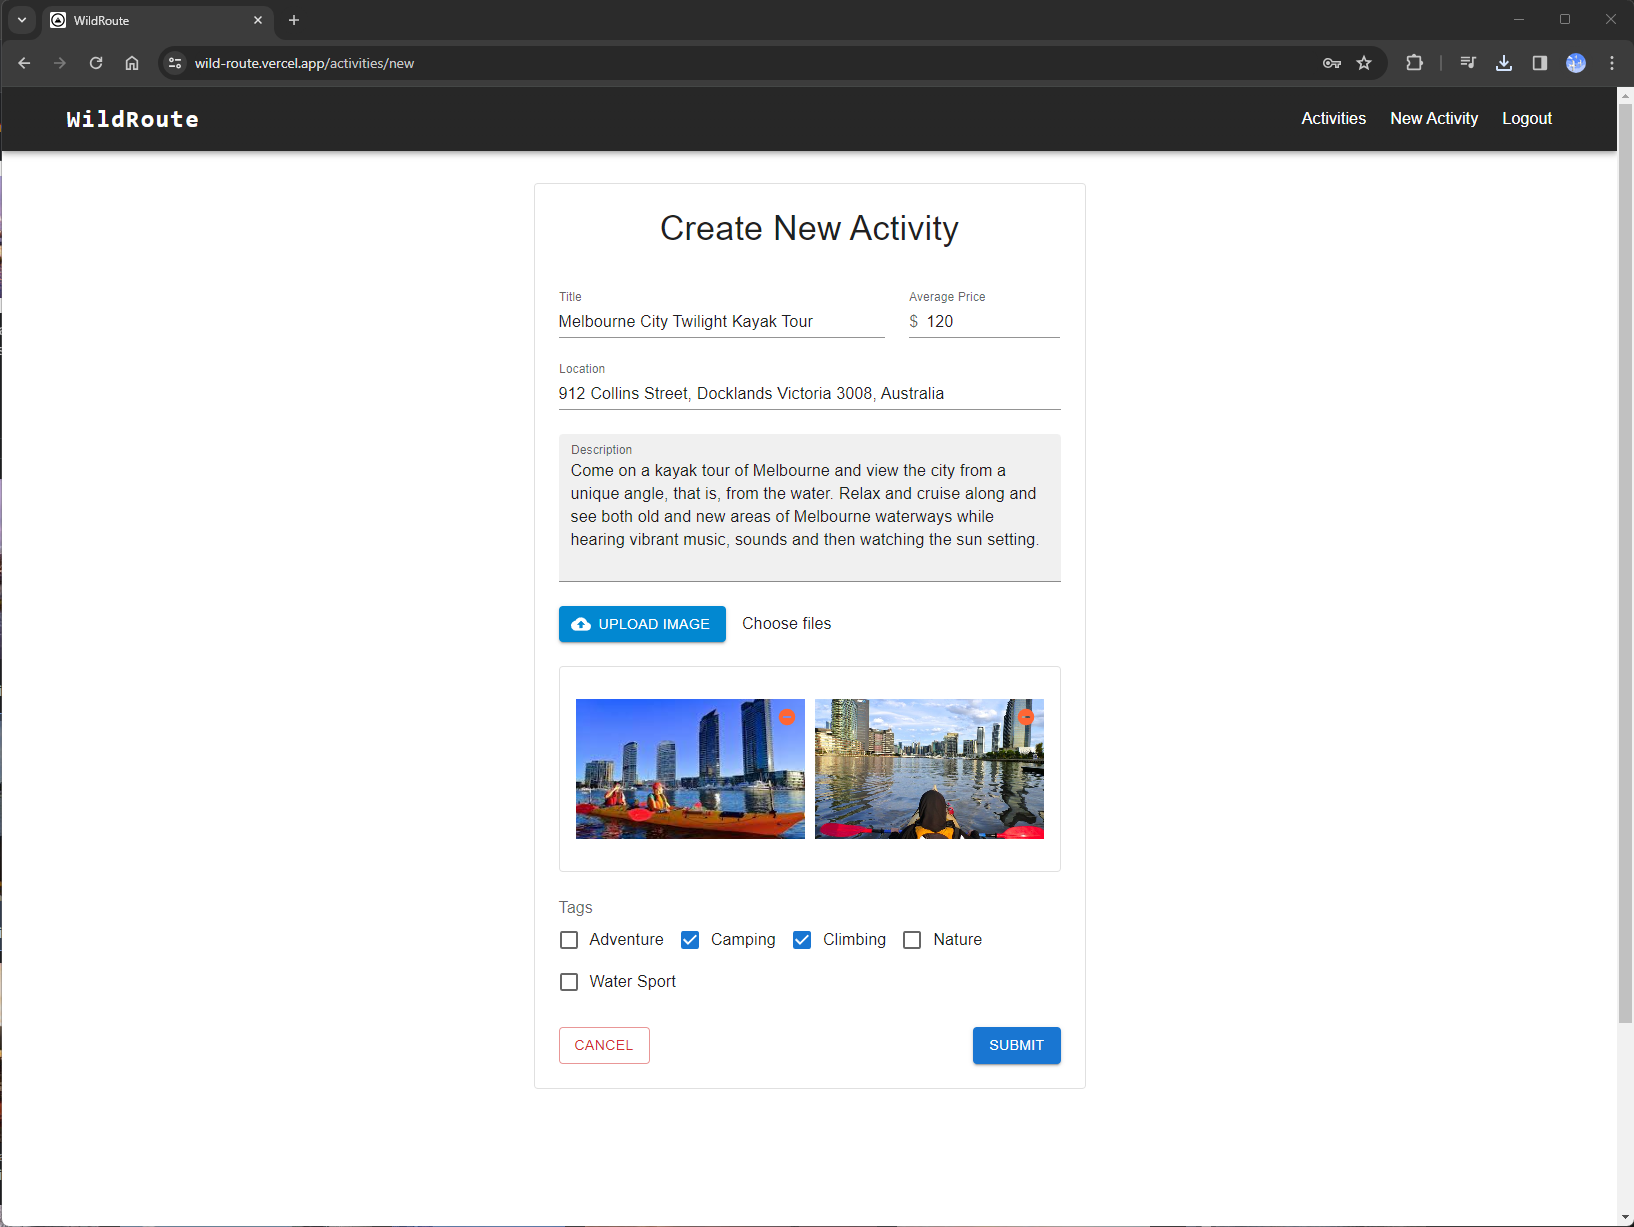 WildRoute
wild-route.vercel.app/activities/new
WildRoute
Activities New Activity Logout
Create New Activity
Title
Average Price
Melbourne City Twilight Kayak Tour
$ 120
Location
912 Collins Street, Docklands Victoria 3008, Australia
Description
Come on a kayak tour of Melbourne and view the city from a
unique angle, that is, from the water. Relax and cruise along and
see both old and new areas of Melbourne waterways while
hearing vibrant music, sounds and then watching the sun setting.
UPLOAD IMAGE Choose files
Tags
Adventure Camping Climbing Nature
Water Sport
CANCEL SUBMIT